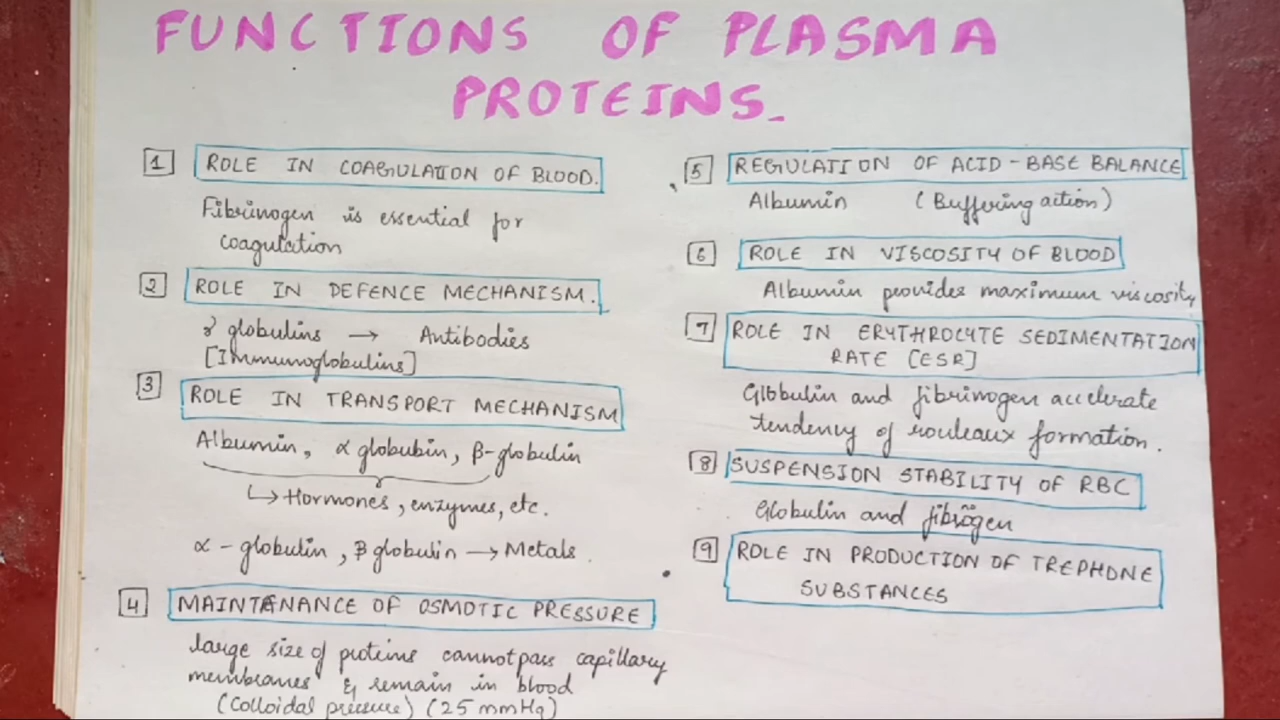 FUNCTIONS OF PLASMA
PROTEINS.
1 ROLE IN COAGULATION OF BLOOD.
Fibrinogen is essential for
coagulation
2 ROLE IN DEFENCE MECHANISM.
γ globulins → Antibodies
[Immunoglobulins]
3 ROLE IN TRANSPORT MECHANISM
Albumin, α globubin, β-globulin
↳ Hormones, enzymes, etc.
α - globulin, β globulin → Metals.
4 MAINTENANCE OF OSMOTIC PRESSURE
large size of proteins cannot pass capillary
membranes & remain in blood
(Colloidal pressure) (25 mmHg)
5 REGULATION OF ACID-BASE BALANCE
Albumin (Buffering action)
6 ROLE IN VISCOSITY OF BLOOD
Albumin provides maximum viscosity
7 ROLE IN ERYTHROCYTE SEDIMENTATION
RATE [ESR]
Globulin and fibrinogen accelerate
tendency of rouleaux formation.
8 SUSPENSION STABILITY OF RBC
Globulin and fibrögen
9 ROLE IN PRODUCTION OF TREPHONE
SUBSTANCES